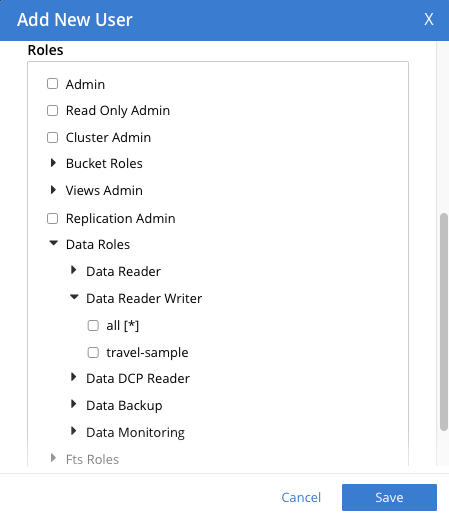 Add New User X
Roles
Admin
Read Only Admin
Cluster Admin
Bucket Roles
Views Admin
Replication Admin
Data Roles
Data Reader
Data Reader Writer
all [*]
travel-sample
Data DCP Reader
Data Backup
Data Monitoring
Fts Roles
Cancel Save